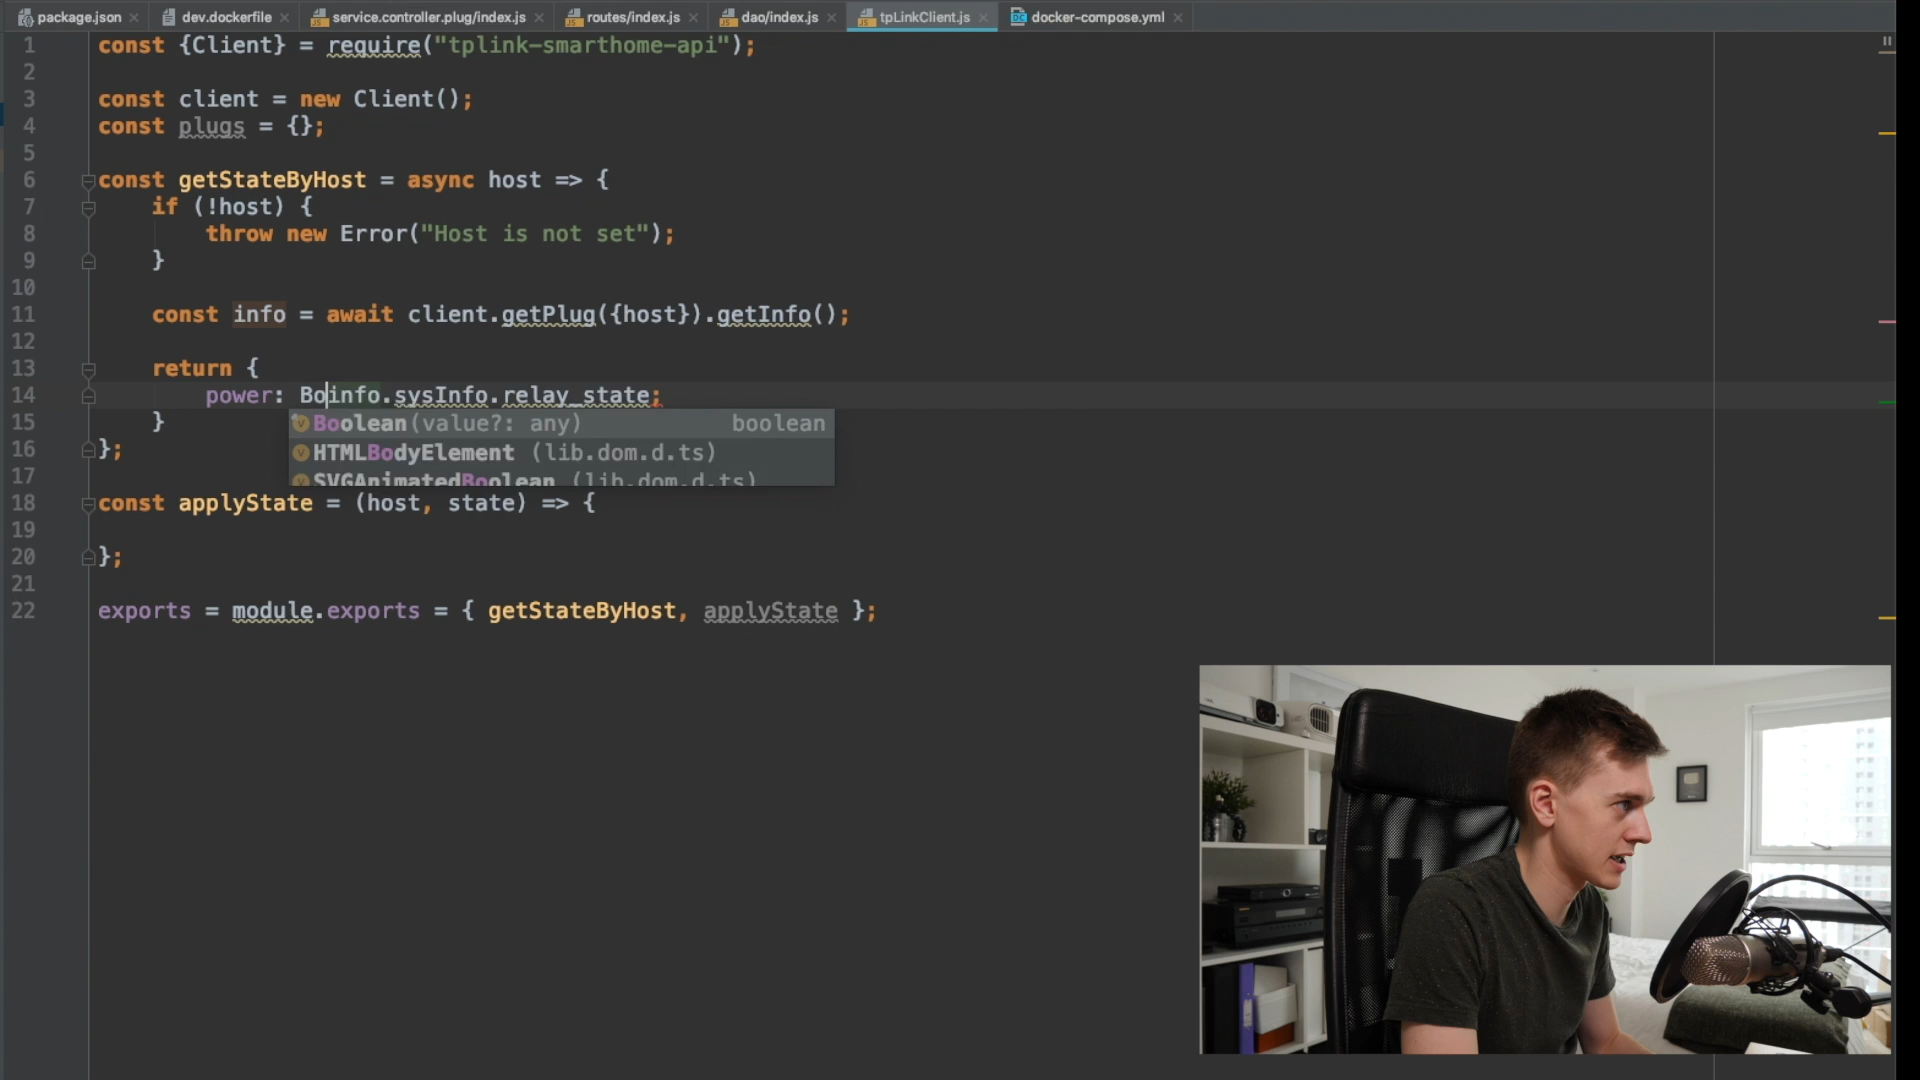 package.json dev.dockerfile service.controller.plug/index.js routes/index.js dao/index.js tpLinkClient.js docker-compose.yml
1 const {Client} = require("tplink-smarthome-api");
2
3 const client = new Client();
4 const plugs = {};
5
6 const getStateByHost = async host => {
7 if (!host) {
8 throw new Error("Host is not set");
9 }
10
11 const info = await client.getPlug({host}).getInfo();
12
13 return {
14 power: Boinfo.sysInfo.relay_state;
15 }
Boolean(value?: any) boolean
HTMLBodyElement (lib.dom.d.ts)
SVGAnimatedBoolean (lib.dom.d.ts)
16 };
17
18 const applyState = (host, state) => {
19
20 };
21
22 exports = module.exports = { getStateByHost, applyState };